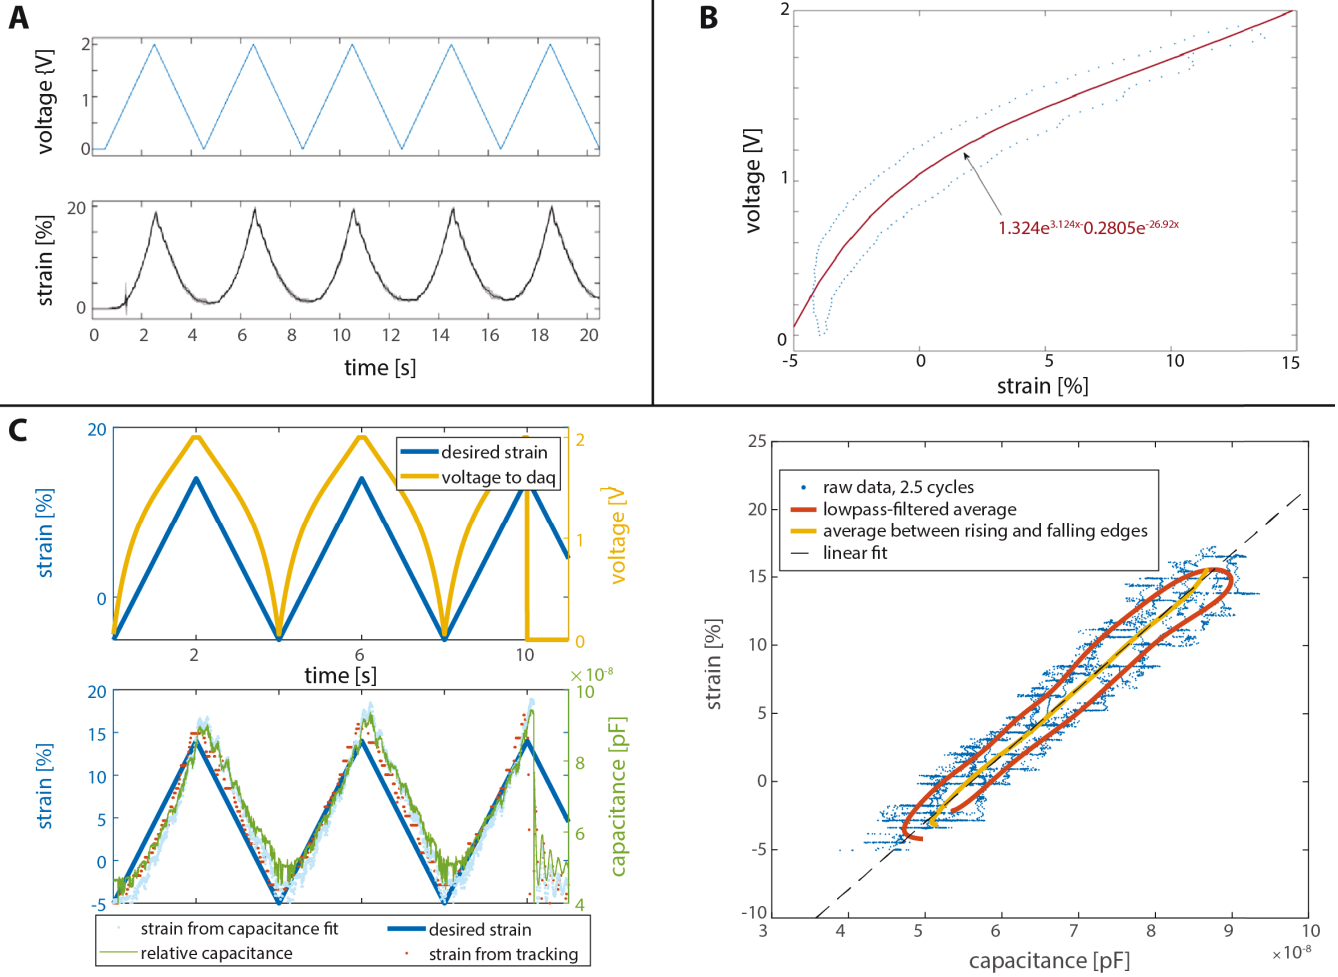 A
voltage {V}
2
1
0
strain [%]
20
0
0 2 4 6 8 10 12 14 16 18 20
time [s]
B
voltage [V]
2
1
0
1.324e^3.124x-0.2805e^-26.92x
-5 0 5 10 15
strain [%]
C
strain [%]
20
0
desired strain
voltage to daq
voltage [V]
2
1
0
2 6 10
time [s]
×10^-8
strain [%]
20
15
10
5
0
-5
capacitance [pF]
10
8
6
4
strain from capacitance fit
desired strain
relative capacitance
strain from tracking
strain [%]
25
20
15
10
5
0
-5
-10
raw data, 2.5 cycles
lowpass-filtered average
average between rising and falling edges
linear fit
3 4 5 6 7 8 9 10
×10^-8
capacitance [pF]